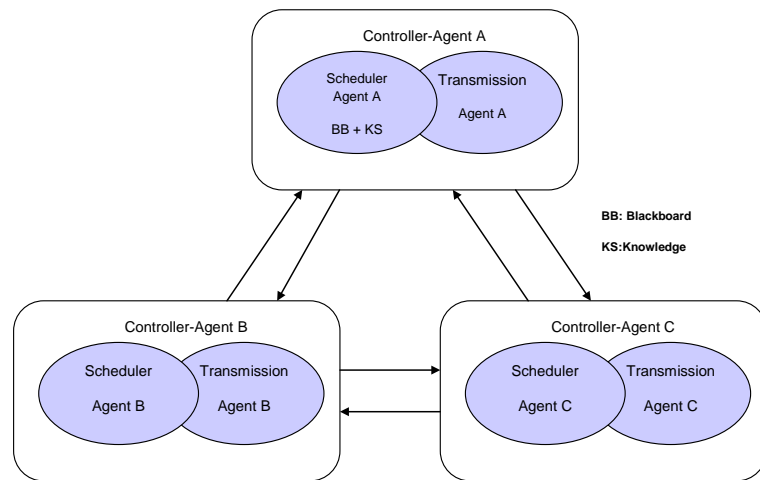 Controller-Agent A
Scheduler
Agent A
BB + KS
Transmission
Agent A
BB: Blackboard
KS:Knowledge
Controller-Agent B
Scheduler
Agent B
Transmission
Agent B
Controller-Agent C
Scheduler
Agent C
Transmission
Agent C